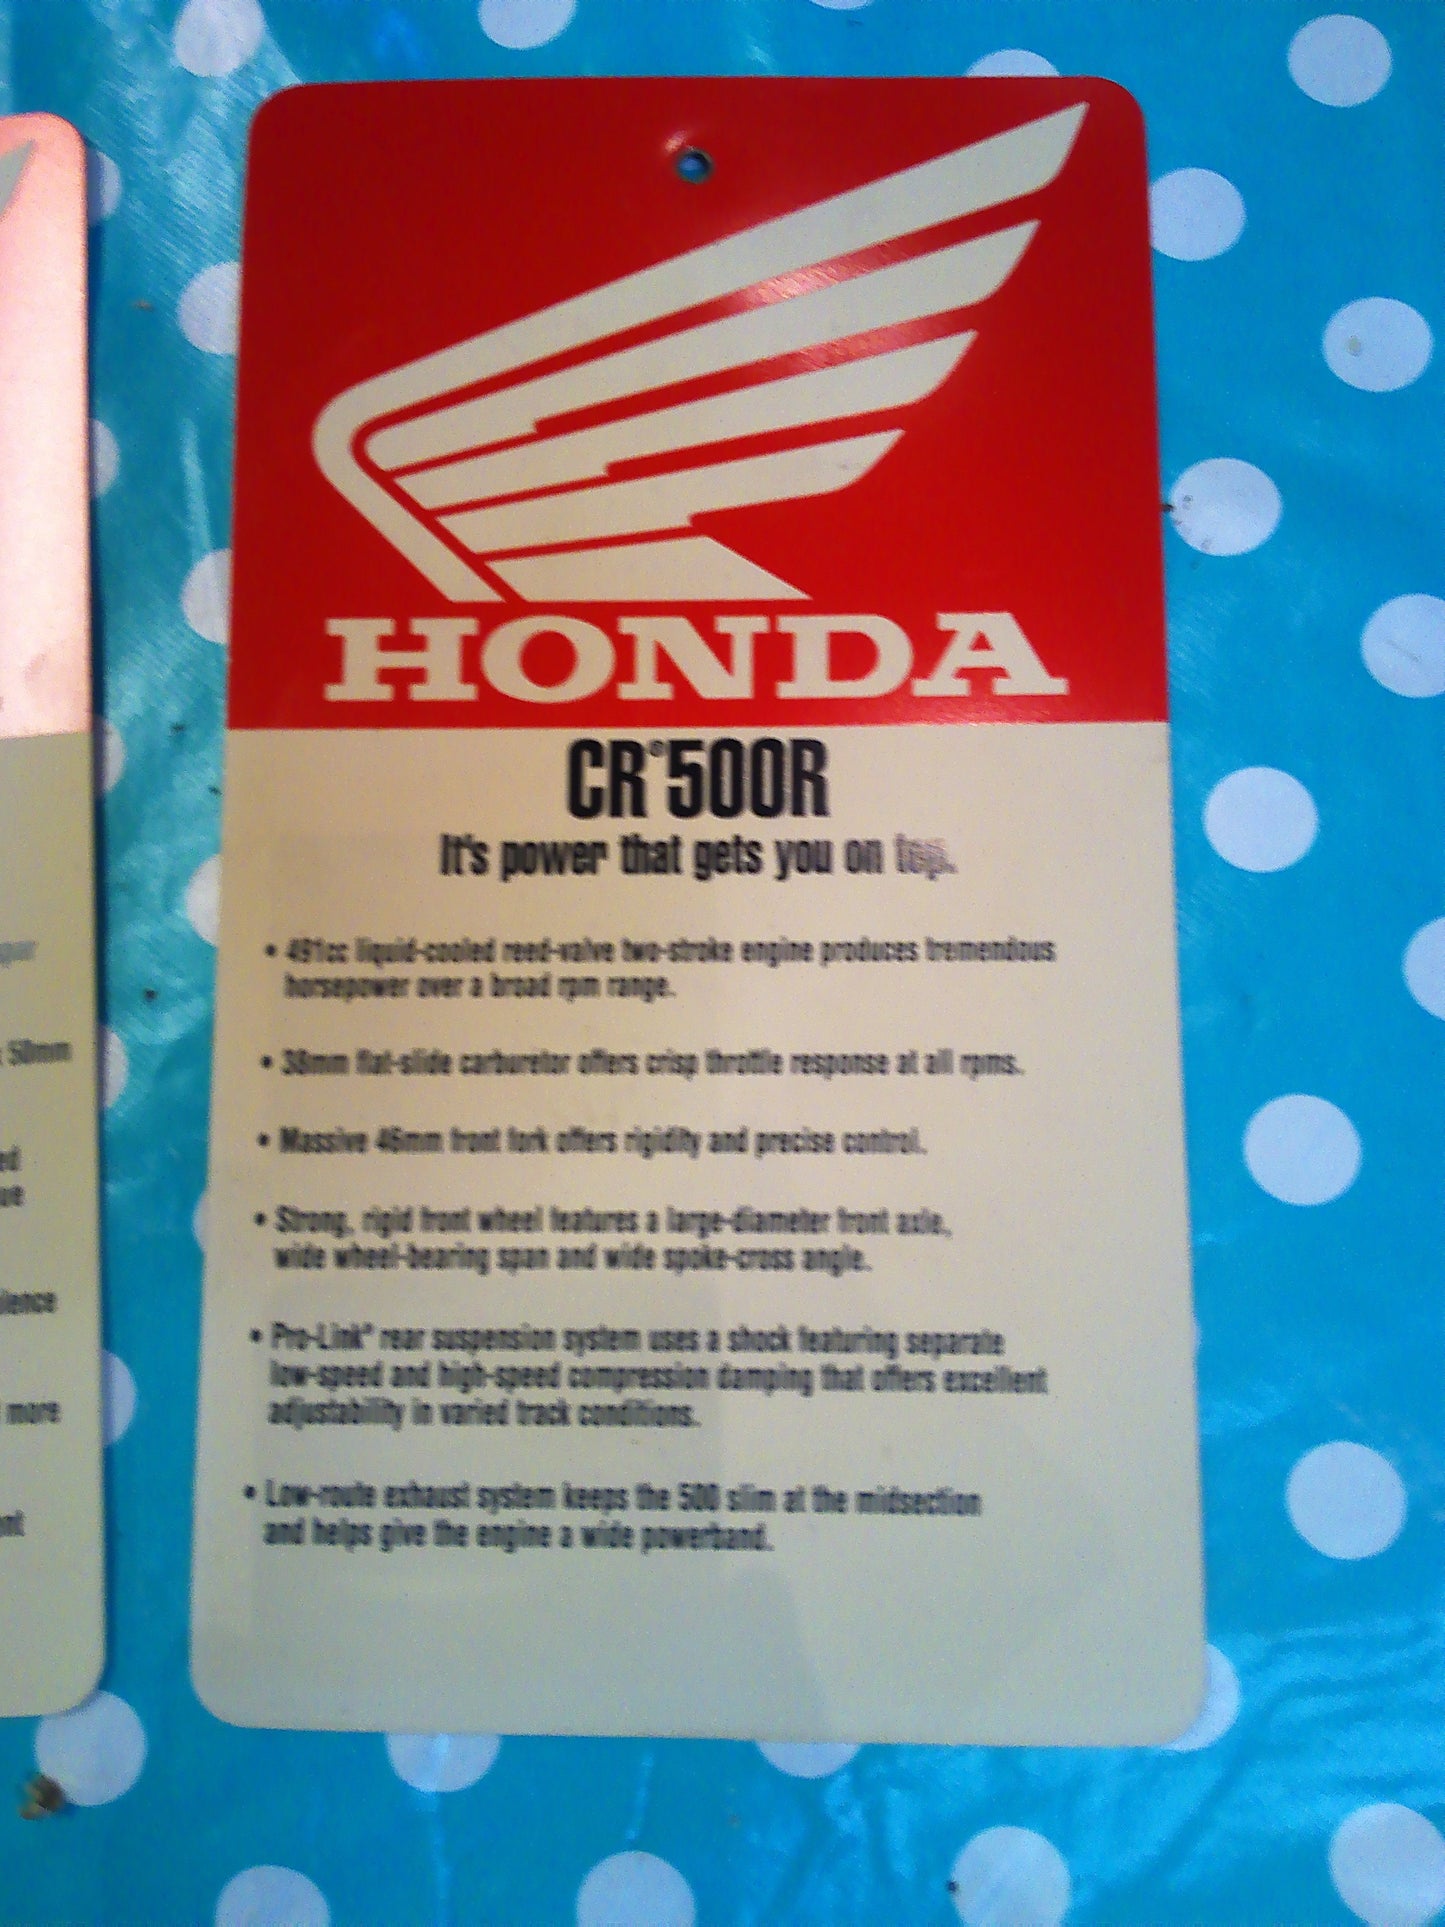 HONDA
CR®500R
It's power that gets you on top.
• 491cc liquid-cooled reed-valve two-stroke engine produces tremendous
horsepower over a broad rpm range.
• 38mm flat-slide carburetor offers crisp throttle response at all rpms.
• Massive 46mm front fork offers rigidity and precise control.
• Strong, rigid front wheel features a large-diameter front axle,
wide wheel-bearing span and wide spoke-cross angle.
• Pro-Link® rear suspension system uses a shock featuring separate
low-speed and high-speed compression damping that offers excellent
adjustability in varied track conditions.
• Low-route exhaust system keeps the 500 slim at the midsection
and helps give the engine a wide powerband.
50mm
more